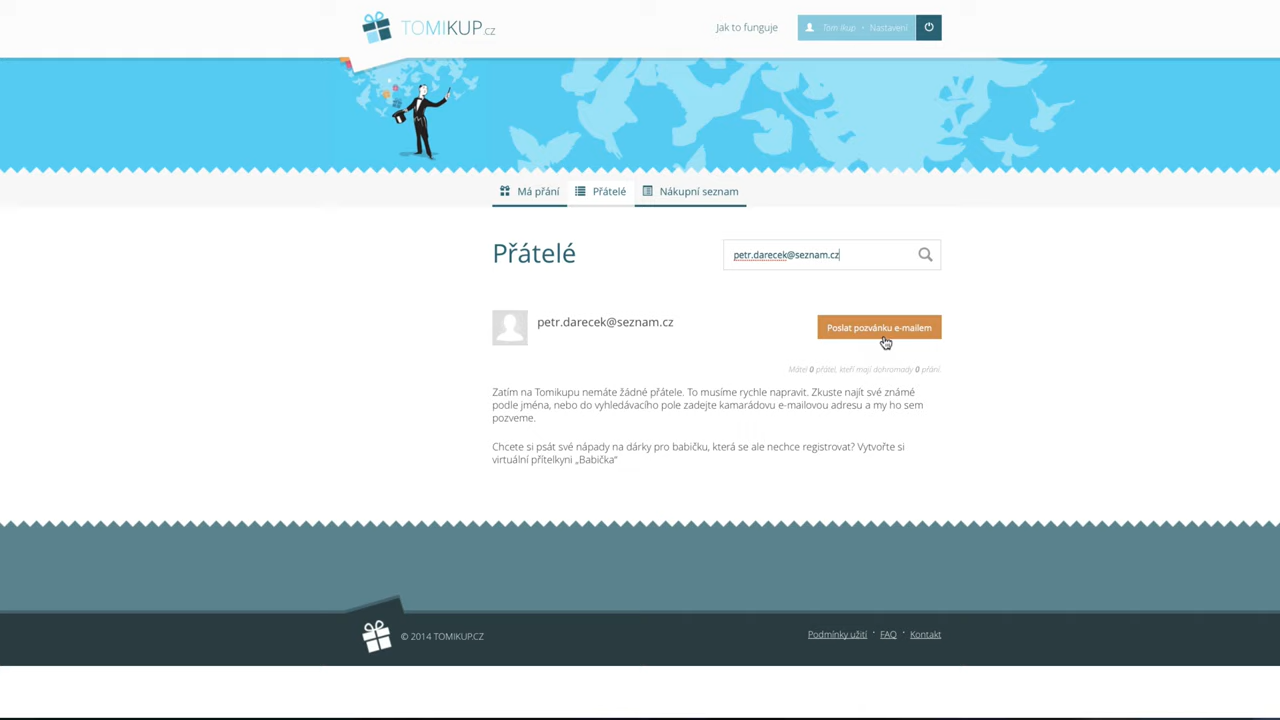 TOMIKUP.cz
Jak to funguje
Tom Ikup • Nastavení
Má přání
Přátelé
Nákupní seznam
Přátelé
petr.darecek@seznam.cz
petr.darecek@seznam.cz
Poslat pozvánku e-mailem
Mátel 0 přátel, kteří mají dohromady 0 přání.
Zatím na Tomikupu nemáte žádné přátele. To musíme rychle napravit. Zkuste najít své známé
podle jména, nebo do vyhledávacího pole zadejte kamarádovu e-mailovou adresu a my ho sem
pozveme.
Chcete si psát své nápady na dárky pro babičku, která se ale nechce registrovat? Vytvořte si
virtuální přítelkyni „Babička“
© 2014 TOMIKUP.CZ
Podmínky užití • FAQ • Kontakt